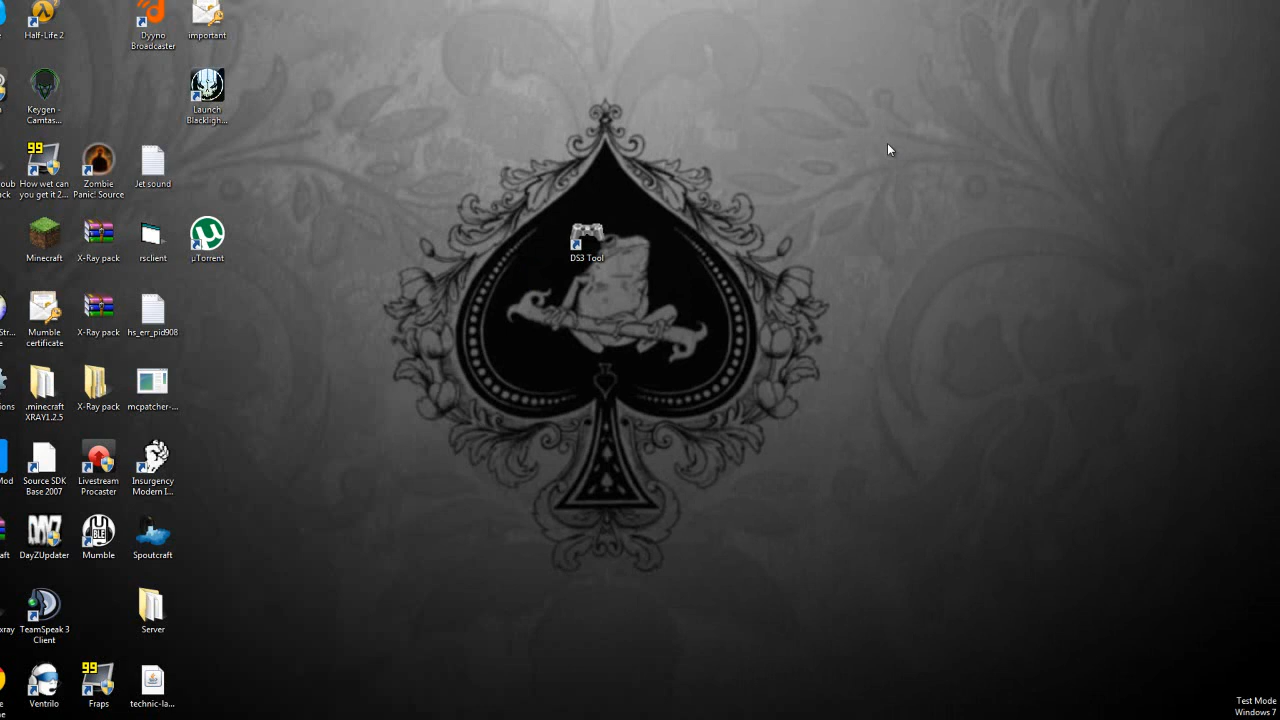 Half-Life 2
Dyyno
Broadcaster
important
Keygen -
Camtas...
Launch
Blackligh...
99
How wet can
you get it 2...
Zombie
Panic! Source
Jet sound
Minecraft
X-Ray pack
rsclient
µTorrent
Mumble
certificate
X-Ray pack
hs_err_pid908
.minecraft
XRAY1.2.5
X-Ray pack
mcpatcher-...
Source SDK
Base 2007
Livestream
Procaster
Insurgency
Modern I...
DAYZ
DayZUpdater
Mumble
Spoutcraft
TeamSpeak 3
Client
Server
Ventrilo
99
Fraps
technic-la...
DS3 Tool
Test Mode
Windows 7